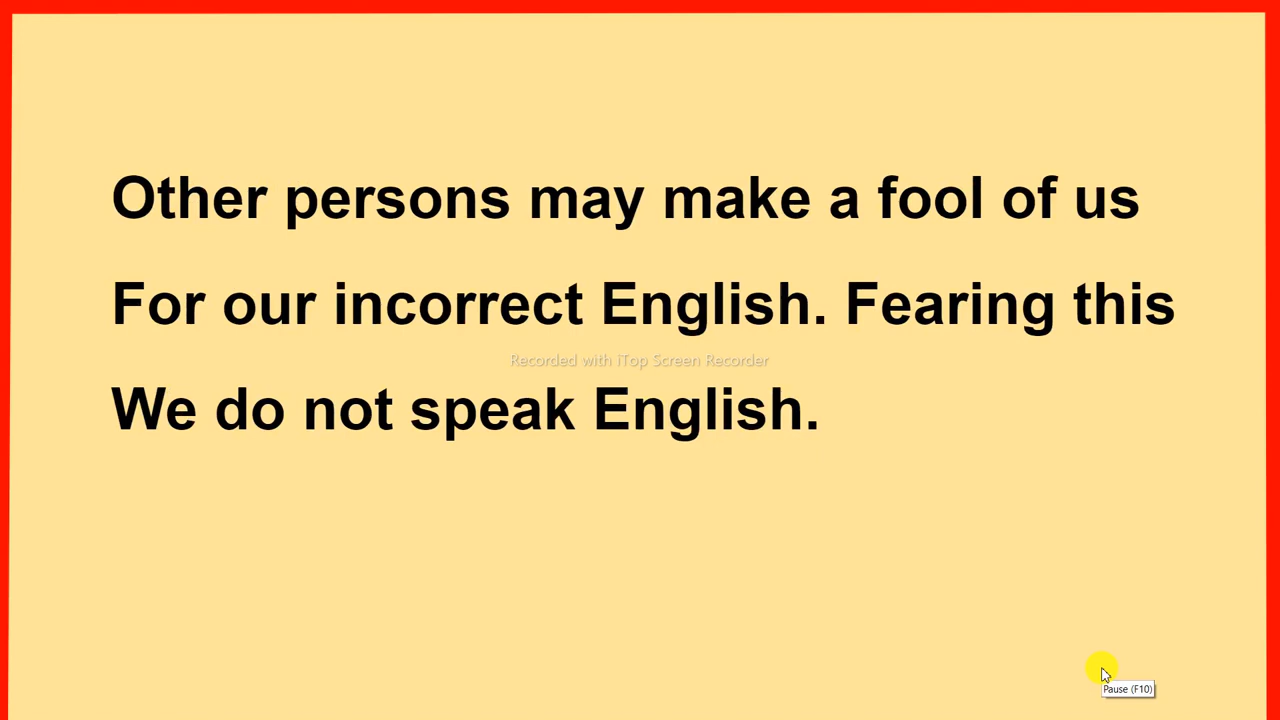 Other persons may make a fool of us
For our incorrect English. Fearing this
Recorded with iTop Screen Recorder
We do not speak English.
Pause (F10)